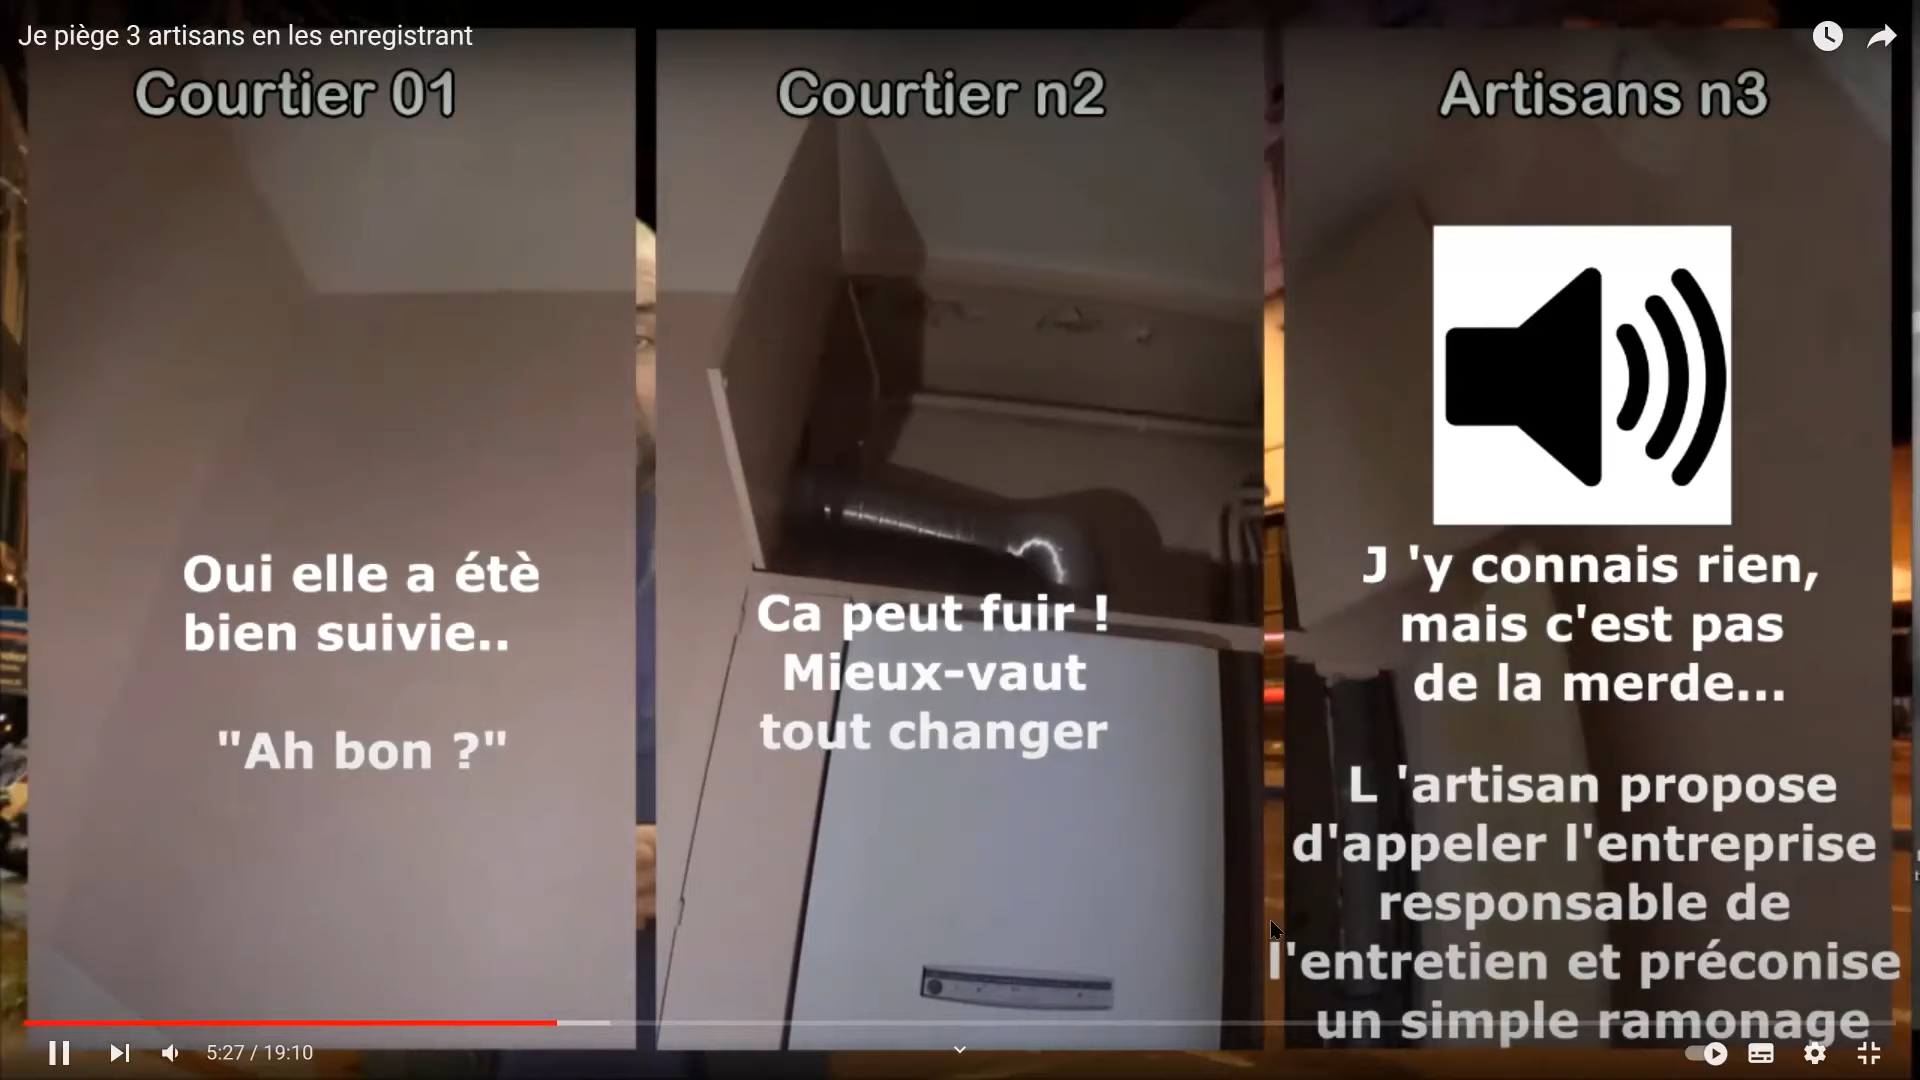 Je piège 3 artisans en les enregistrant
Courtier 01
Courtier n2
Artisans n3
Oui elle a étè
bien suivie..
"Ah bon ?"
Ca peut fuir !
Mieux-vaut
tout changer
J 'y connais rien,
mais c'est pas
de la merde...
L 'artisan propose
d'appeler l'entreprise
responsable de
l'entretien et préconise
un simple ramonage
5:27 / 19:10